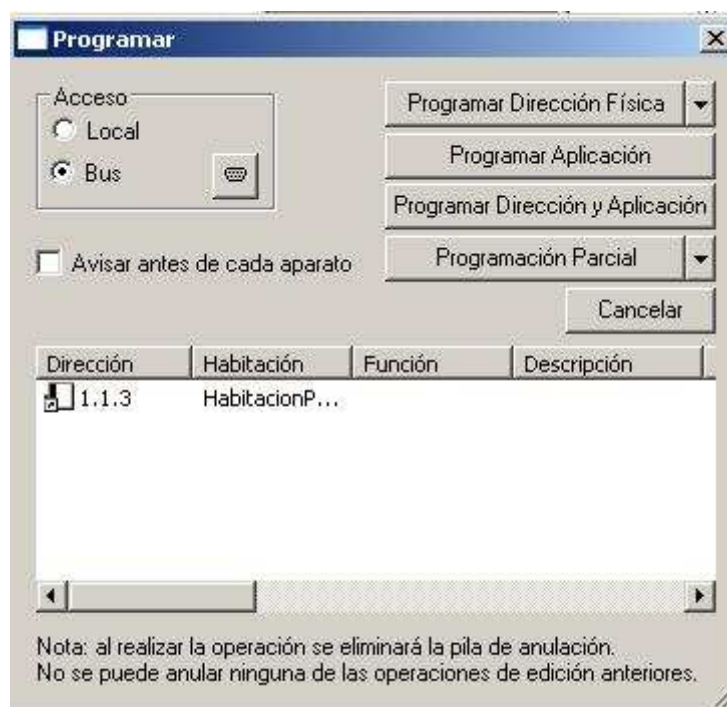 Programar
Acceso
Local
Bus
Programar Dirección Física
Programar Aplicación
Programar Dirección y Aplicación
Avisar antes de cada aparato
Programación Parcial
Cancelar
Dirección Habitación Función Descripción
1.1.3 HabitacionP...
Nota: al realizar la operación se eliminará la pila de anulación.
No se puede anular ninguna de las operaciones de edición anteriores.